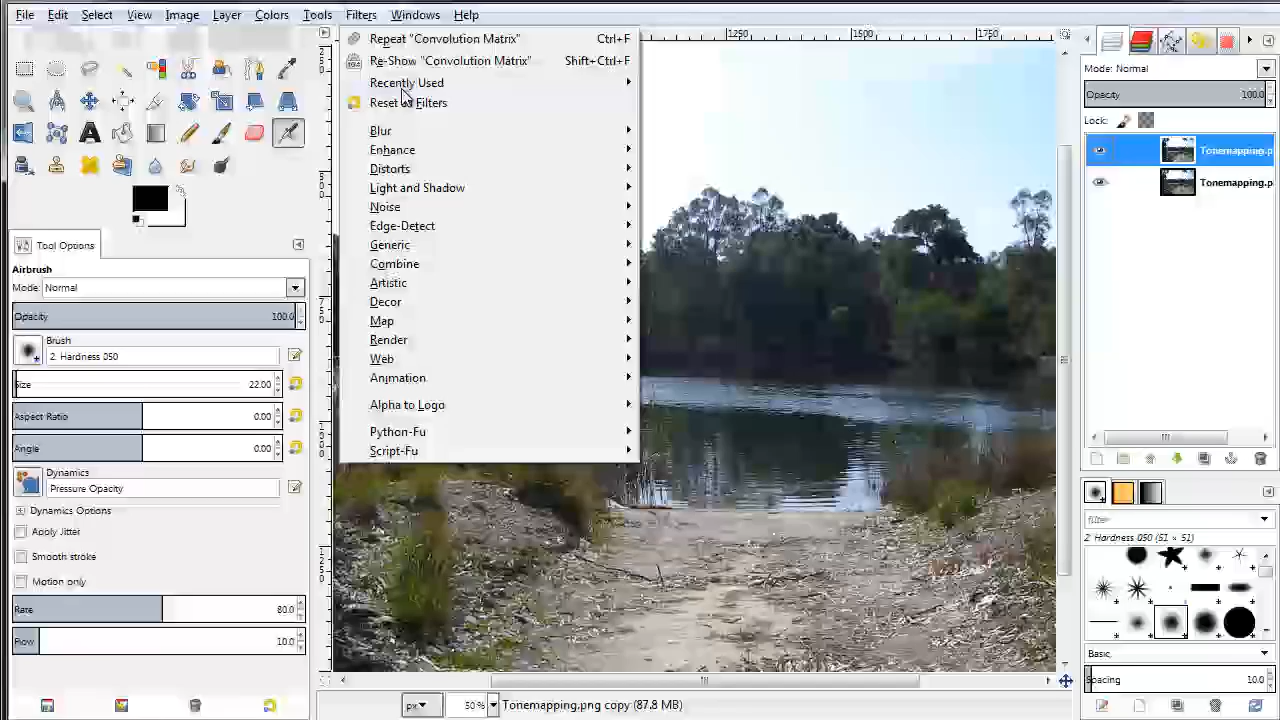 File Edit Select View Image Layer Colors Tools Filters Windows Help
Repeat "Convolution Matrix" Ctrl+F
Re-Show "Convolution Matrix" Shift+Ctrl+F
Recently Used
Reset all Filters
Blur
Enhance
Distorts
Light and Shadow
Noise
Edge-Detect
Generic
Combine
Artistic
Decor
Map
Render
Web
Animation
Alpha to Logo
Python-Fu
Script-Fu
Tool Options
Airbrush
Mode: Normal
Opacity 100.0
Brush
2. Hardness 050
Size 22.00
Aspect Ratio 0.00
Angle 0.00
Dynamics
Pressure Opacity
Dynamics Options
Apply Jitter
Smooth stroke
Motion only
Rate 80.0
Flow 10.0
1250 1500 1750
px 50% Tonemapping.png copy (87.8 MB)
Mode: Normal
Opacity 100.0
Lock:
Tonemapping.p
Tonemapping.p
filter
2. Hardness 050 (51 × 51)
Basic,
Spacing 10.0